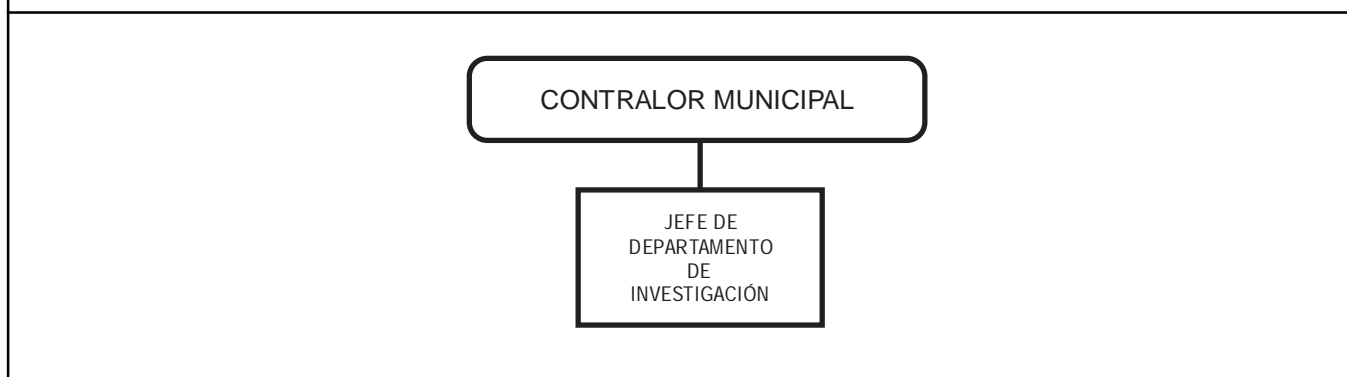 CONTRALOR MUNICIPAL
JEFE DE
DEPARTAMENTO
DE
INVESTIGACIÓN